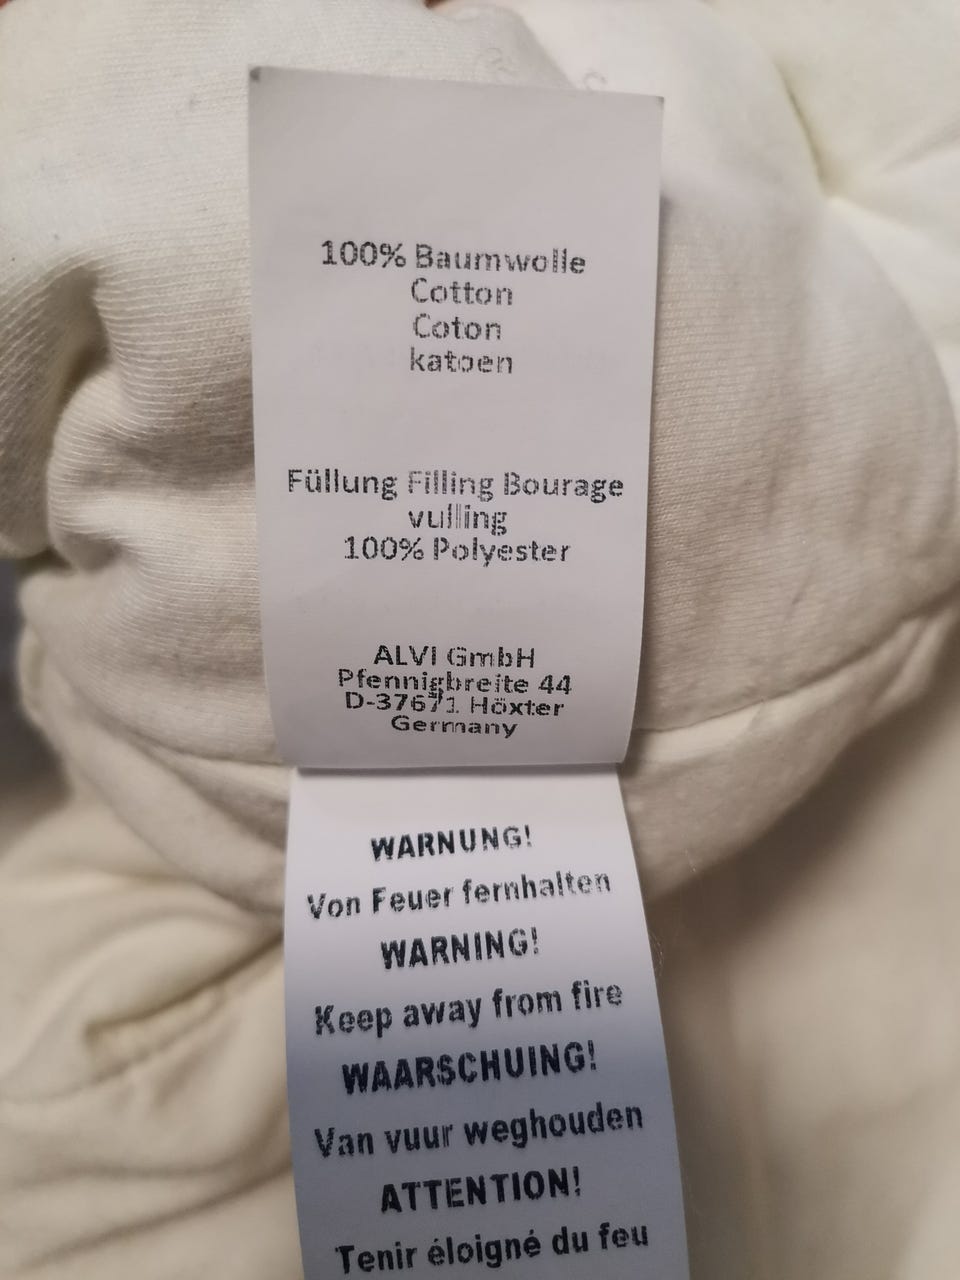 100% Baumwolle
Cotton
Coton
katoen
Füllung Filling Bourage
vulling
100% Polyester
ALVI GmbH
Pfennigbreite 44
D-37671 Höxter
Germany
WARNUNG!
Von Feuer fernhalten
WARNING!
Keep away from fire
WAARSCHUING!
Van vuur weghouden
ATTENTION!
Tenir éloigné du feu